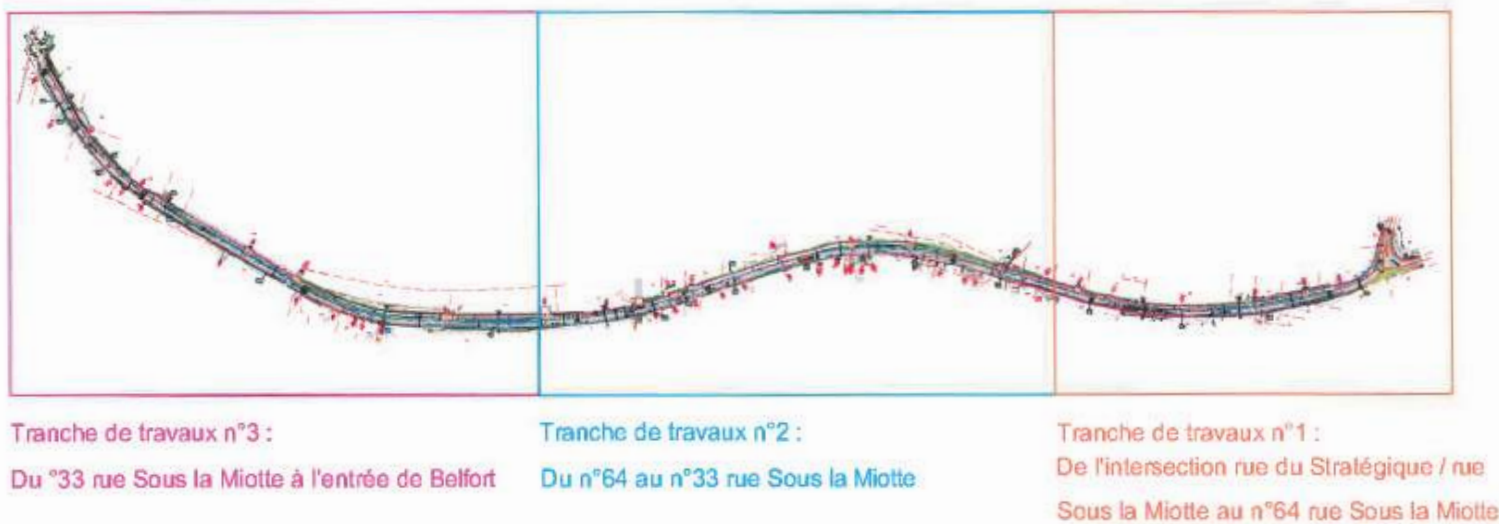 Tranche de travaux n°3 :
Du °33 rue Sous la Miotte à l'entrée de Belfort
Tranche de travaux n°2 :
Du n°64 au n°33 rue Sous la Miotte
Tranche de travaux n°1 :
De l'intersection rue du Stratégique / rue
Sous la Miotte au n°64 rue Sous la Miotte